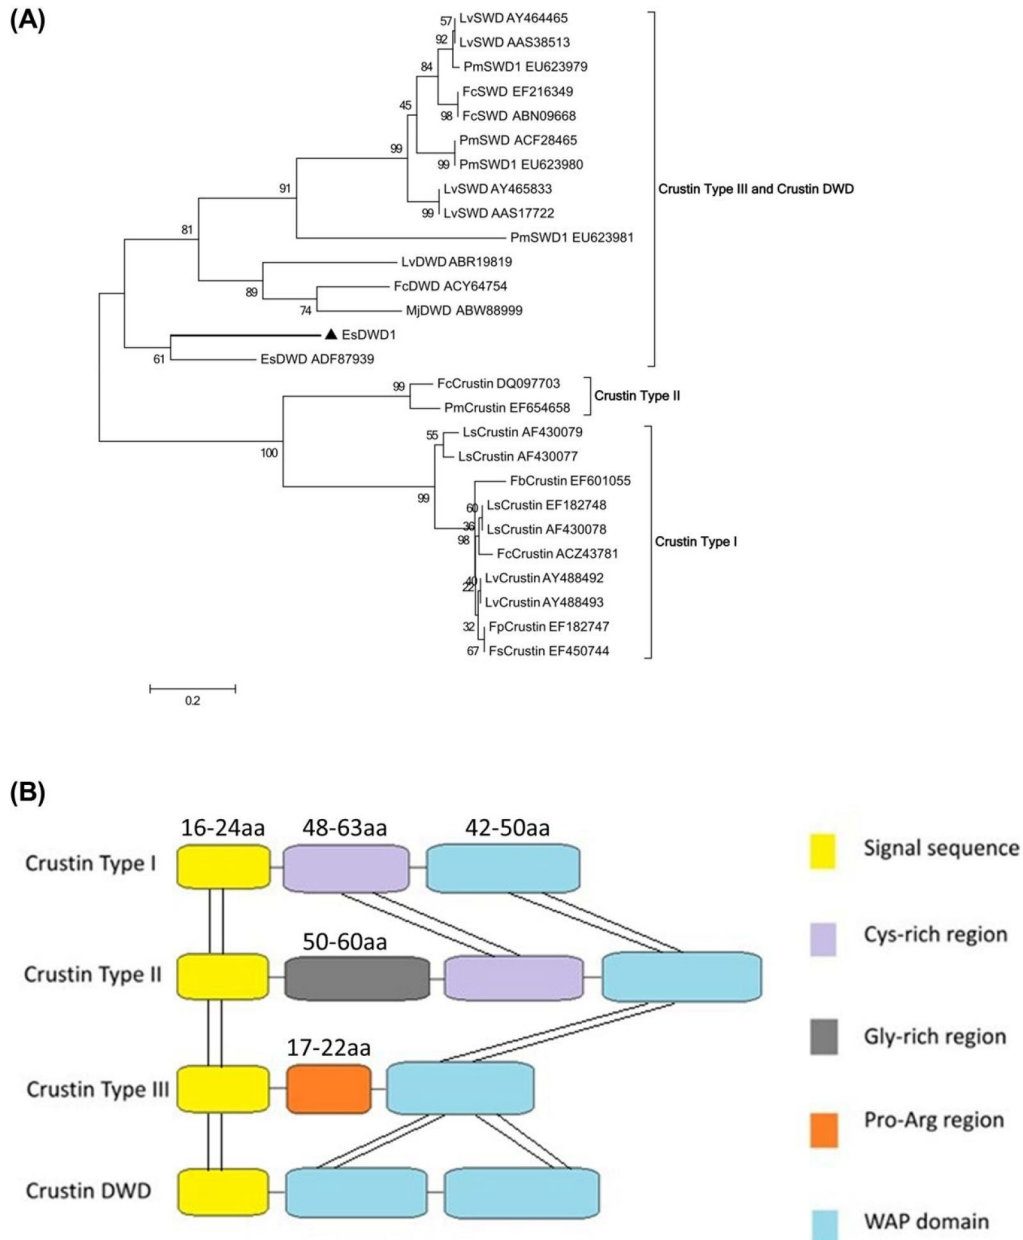 (A)
57
LvSWD AY464465
92
LvSWD AAS38513
84
PmSWD1 EU623979
FcSWD EF216349
45
98
FcSWD ABN09668
PmSWD ACF28465
99
99
PmSWD1 EU623980
91
LvSWD AY465833
Crustin Type III and Crustin DWD
99
LvSWD AAS17722
81
PmSWD1 EU623981
LvDWD ABR19819
89
FcDWD ACY64754
74
MjDWD ABW88999
EsDWD1
61
EsDWD ADF87939
99
FcCrustin DQ097703
Crustin Type II
PmCrustin EF654658
55
LsCrustin AF430079
100
LsCrustin AF430077
99
FbCrustin EF601055
60
LsCrustin EF182748
36
LsCrustin AF430078
98
Crustin Type I
FcCrustin ACZ43781
40
LvCrustin AY488492
22
LvCrustin AY488493
32
FpCrustin EF182747
67
FsCrustin EF450744
0.2
(B)
16-24aa 48-63aa 42-50aa
Crustin Type I
Signal sequence
50-60aa
Cys-rich region
Crustin Type II
Gly-rich region
17-22aa
Crustin Type III
Pro-Arg region
Crustin DWD
WAP domain